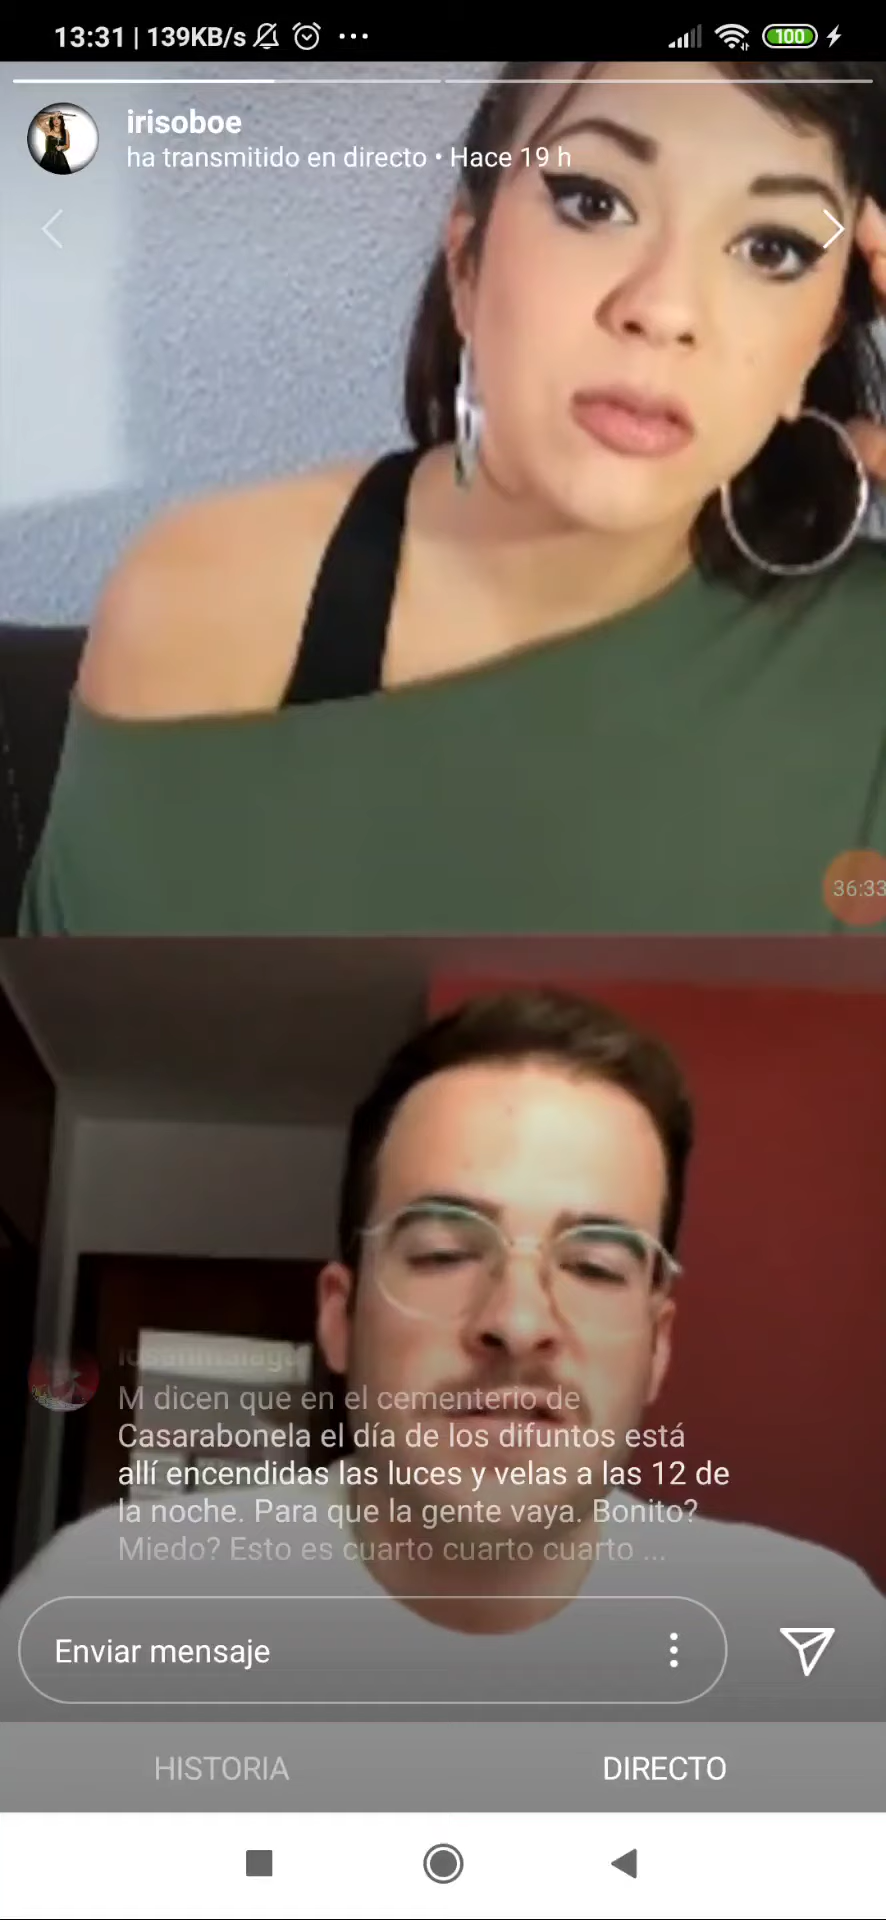 13:31 | 139KB/s
100
irisoboe
ha transmitido en directo • Hace 19 h
36:33
M dicen que en el cementerio de
Casarabonela el día de los difuntos está
allí encendidas las luces y velas a las 12 de
la noche. Para que la gente vaya. Bonito?
Miedo? Esto es cuarto cuarto cuarto ...
Enviar mensaje
HISTORIA
DIRECTO